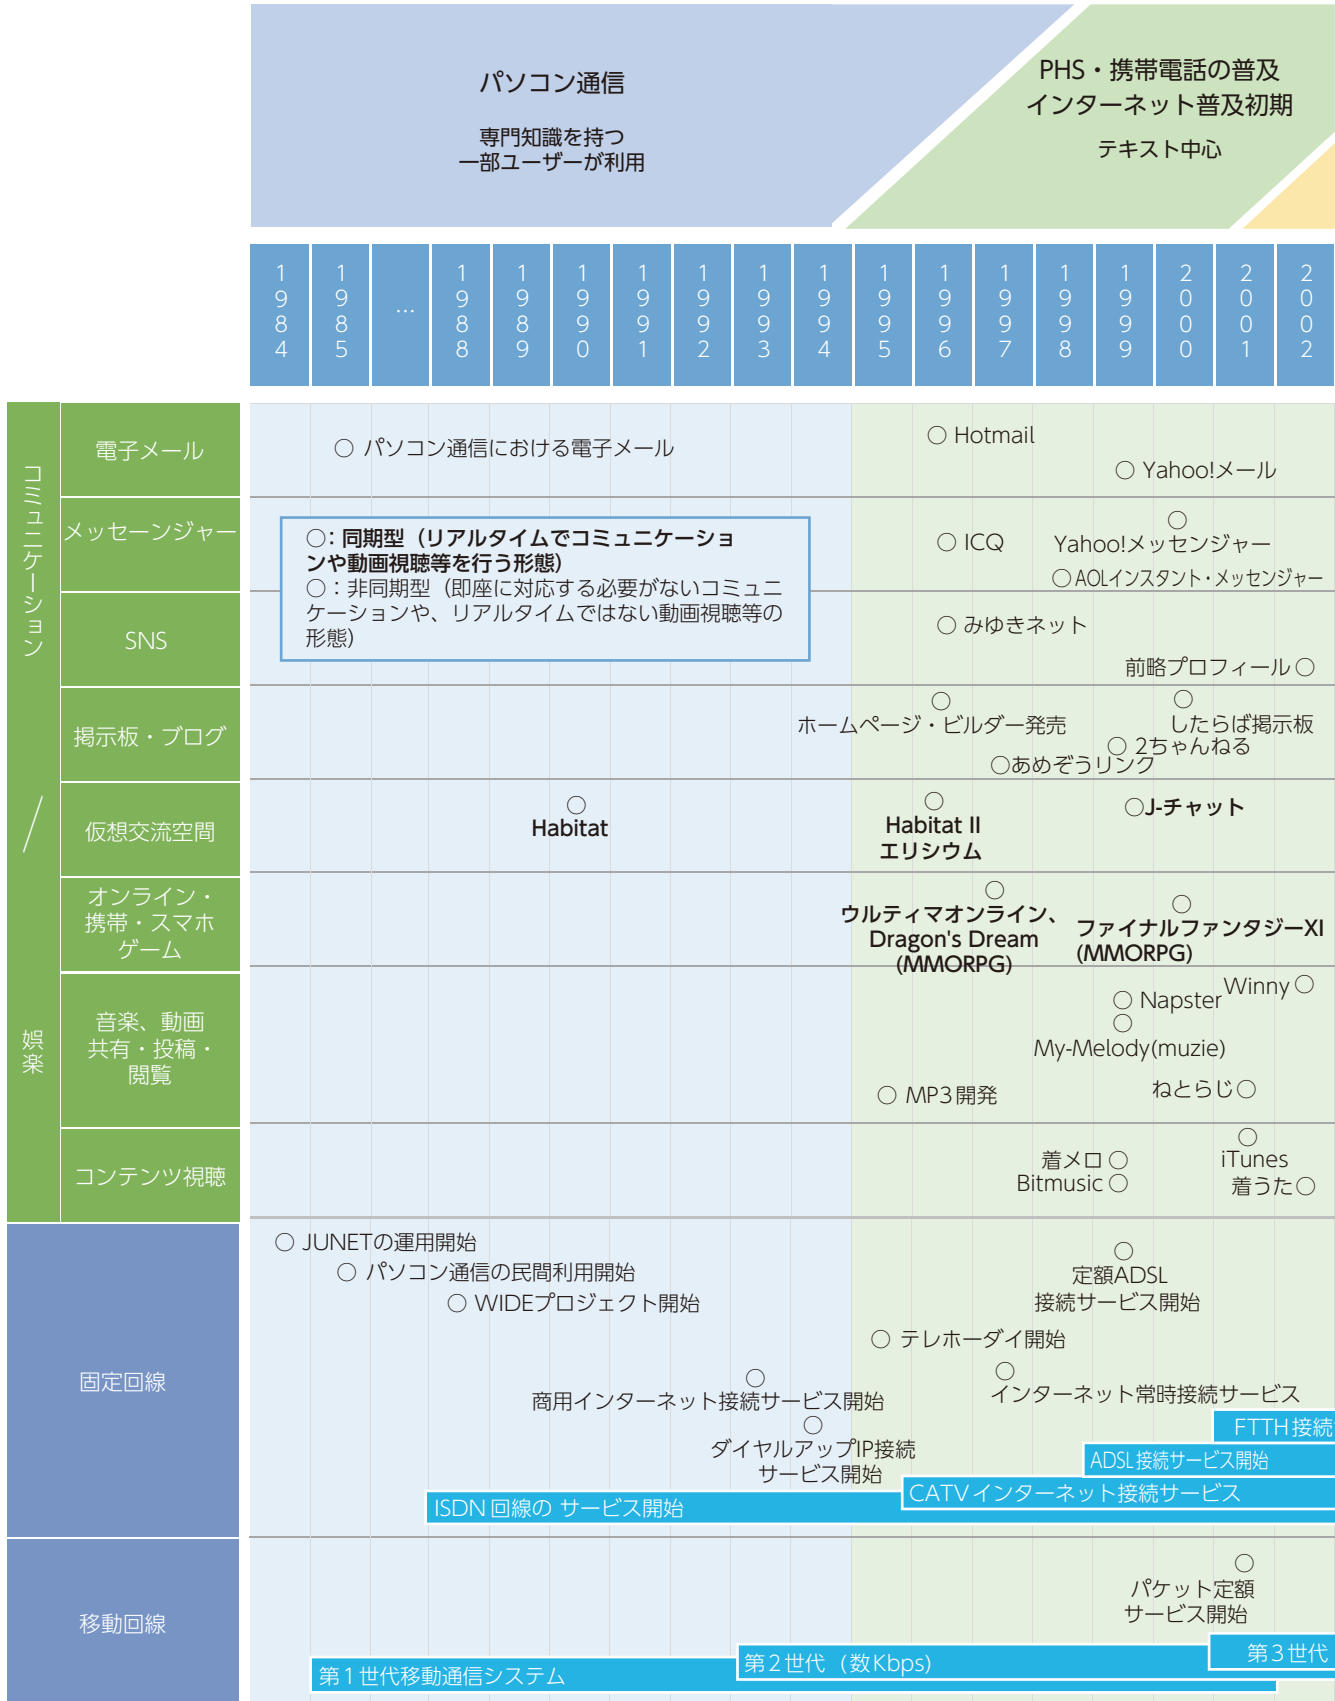 パソコン通信
専門知識を持つ
一部ユーザーが利用
PHS・携帯電話の普及
インターネット普及初期
テキスト中心
1984
1985
…
1988
1989
1990
1991
1992
1993
1994
1995
1996
1997
1998
1999
2000
2001
2002
コミュニケーション
／
娯楽
電子メール
○ パソコン通信における電子メール
○ Hotmail
○ Yahoo!メール
メッセーンジャー
○：同期型（リアルタイムでコミュニケーショ
ンや動画視聴等を行う形態）
○：非同期型（即座に対応する必要がないコミュニ
ケーションや、リアルタイムではない動画視聴等の
形態）
○ ICQ
○
Yahoo!メッセンジャー
○ AOLインスタント・メッセンジャー
SNS
○ みゆきネット
前略プロフィール ○
掲示板・ブログ
○
ホームページ・ビルダー発売
○
したらば掲示板
○ 2ちゃんねる
○あめぞうリンク
仮想交流空間
○
Habitat
○
Habitat II
エリシウム
○J-チャット
オンライン・
携帯・スマホ
ゲーム
○
ウルティマオンライン、
Dragon's Dream
(MMORPG)
○
ファイナルファンタジーXI
(MMORPG)
音楽、動画
共有・投稿・
閲覧
Winny ○
○ Napster
○
My-Melody(muzie)
○ MP3開発
ねとらじ○
コンテンツ視聴
着メロ ○
Bitmusic ○
○
iTunes
着うた○
固定回線
○ JUNETの運用開始
○ パソコン通信の民間利用開始
○ WIDEプロジェクト開始
○
定額ADSL
接続サービス開始
○ テレホーダイ開始
○
商用インターネット接続サービス開始
○
インターネット常時接続サービス
○
ダイヤルアップIP接続
サービス開始
FTTH接続
ADSL接続サービス開始
CATVインターネット接続サービス
ISDN回線の サービス開始
移動回線
○
パケット定額
サービス開始
第3世代
第2世代（数Kbps）
第1世代移動通信システム